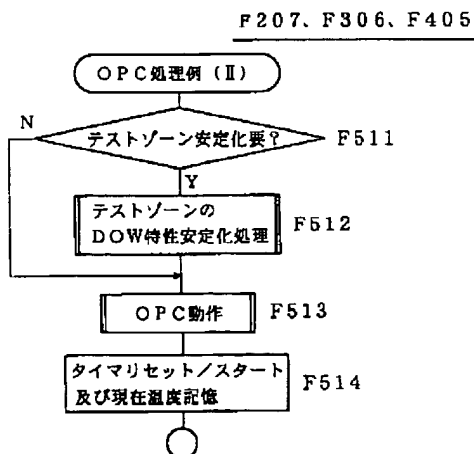 F207、F306、F405
OPC処理例(Ⅱ)
N
テストゾーン安定化要?
F511
Y
テストゾーンの
DOW特性安定化処理
F512
OPC動作
F513
タイマリセット/スタート
及び現在温度記憶
F514